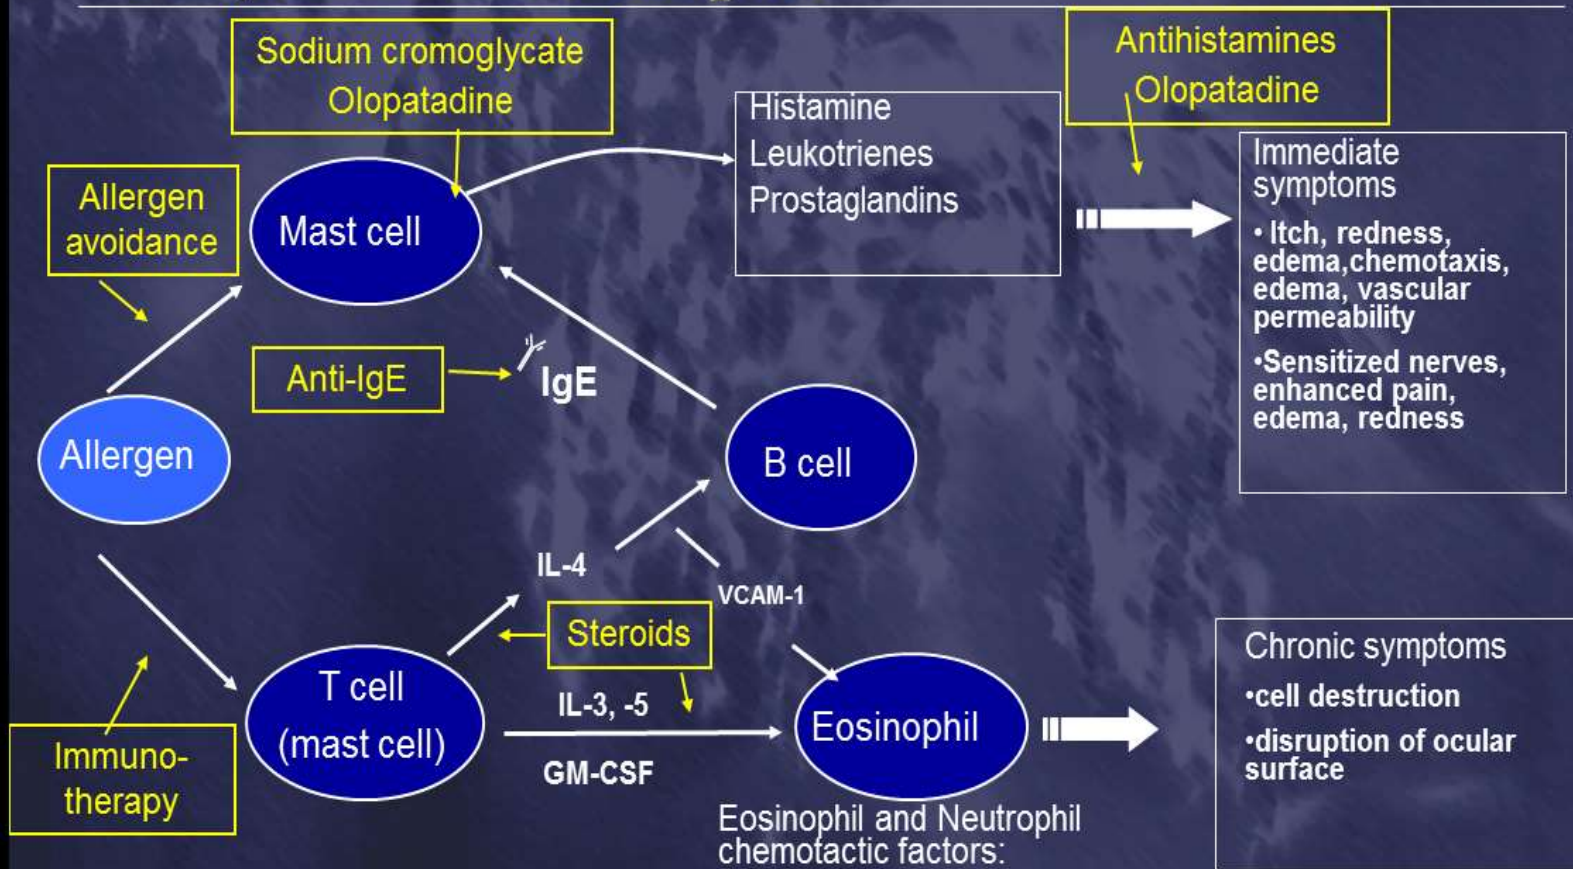 Sodium cromoglycate
Olopatadine
Antihistamines
Olopatadine
Histamine
Leukotrienes
Prostaglandins
Immediate
symptoms
• Itch, redness,
edema,chemotaxis,
edema, vascular
permeability
•Sensitized nerves,
enhanced pain,
edema, redness
Allergen
avoidance
Mast cell
Anti-IgE
IgE
Allergen
B cell
IL-4
VCAM-1
Steroids
T cell
(mast cell)
IL-3, -5
GM-CSF
Eosinophil
Chronic symptoms
•cell destruction
•disruption of ocular
surface
Immuno-
therapy
Eosinophil and Neutrophil
chemotactic factors: